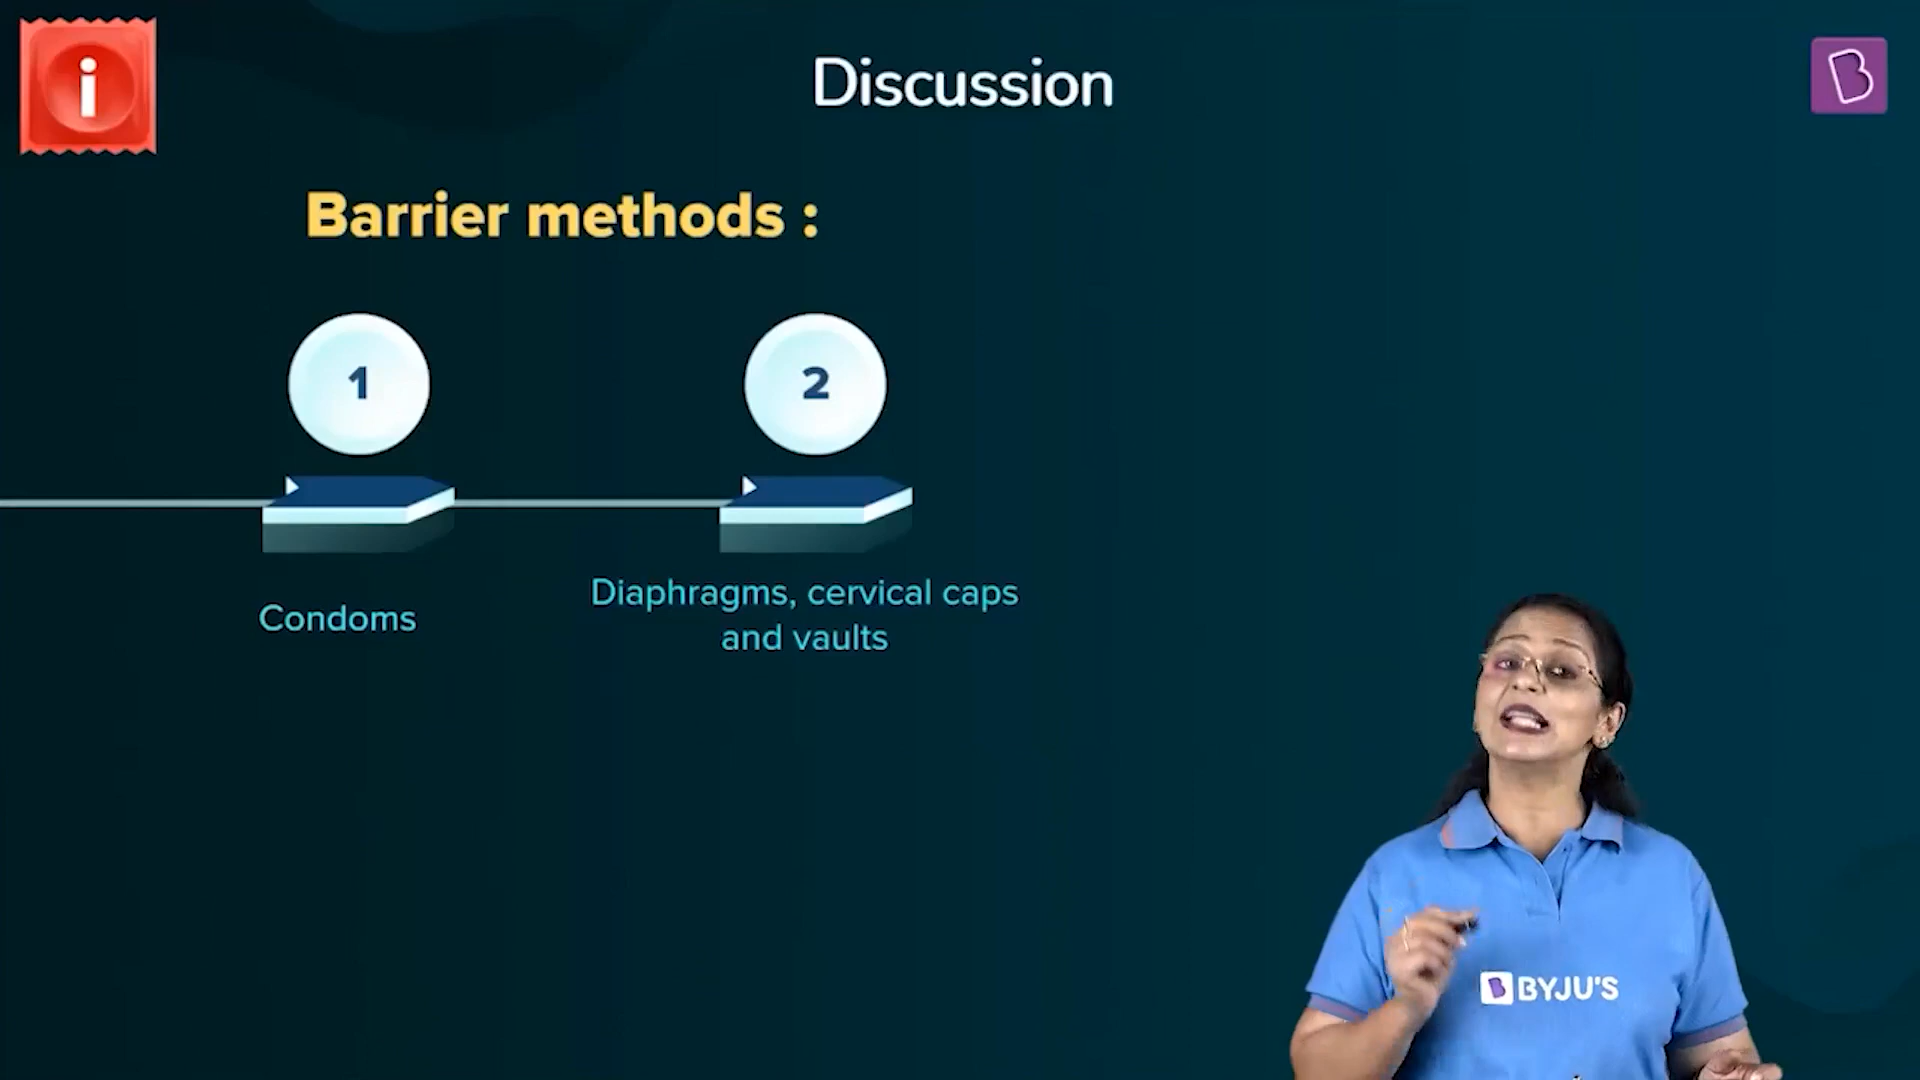 i
Discussion
B
Barrier methods :
1
2
Condoms
Diaphragms, cervical caps
and vaults
B BYJU'S